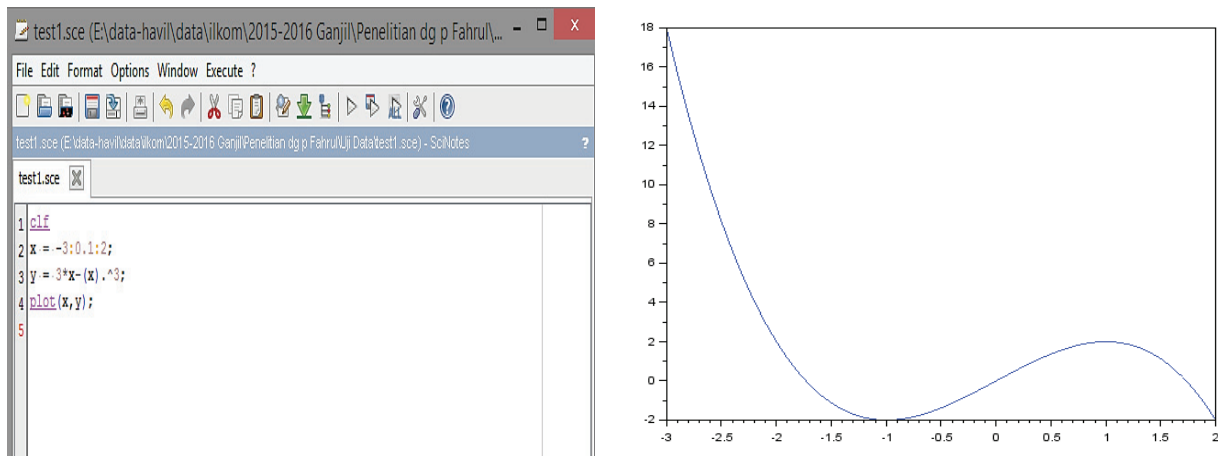 test1.sce (E:\data-havil\data\ilkom\2015-2016 Ganjil\Penelitian dg p Fahrul\...
File Edit Format Options Window Execute ?
test1.sce (E:\data-havil\data\ilkom\2015-2016 Ganjil\Penelitian dg p Fahrul\Uji Data\test1.sce) - SciNotes ?
test1.sce
1 clf
2 x = -3:0.1:2;
3 y = 3*x-(x).^3;
4 plot(x,y);
5
18
16
14
12
10
8
6
4
2
0
-2
-3 -2.5 -2 -1.5 -1 -0.5 0 0.5 1 1.5 2